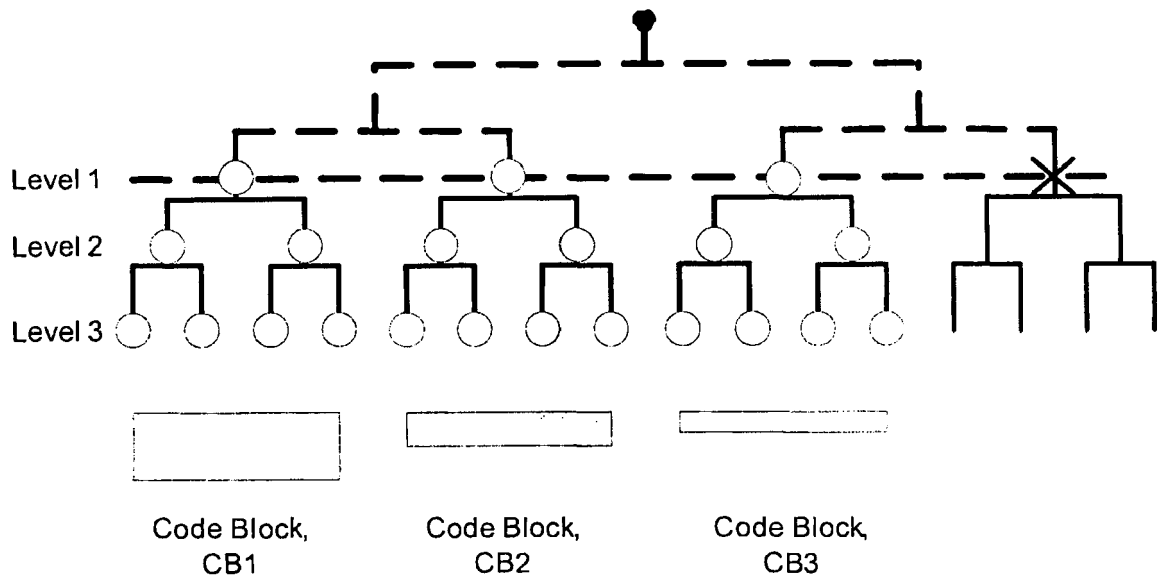 Level 1
Level 2
Level 3
Code Block,
CB1
Code Block,
CB2
Code Block,
CB3